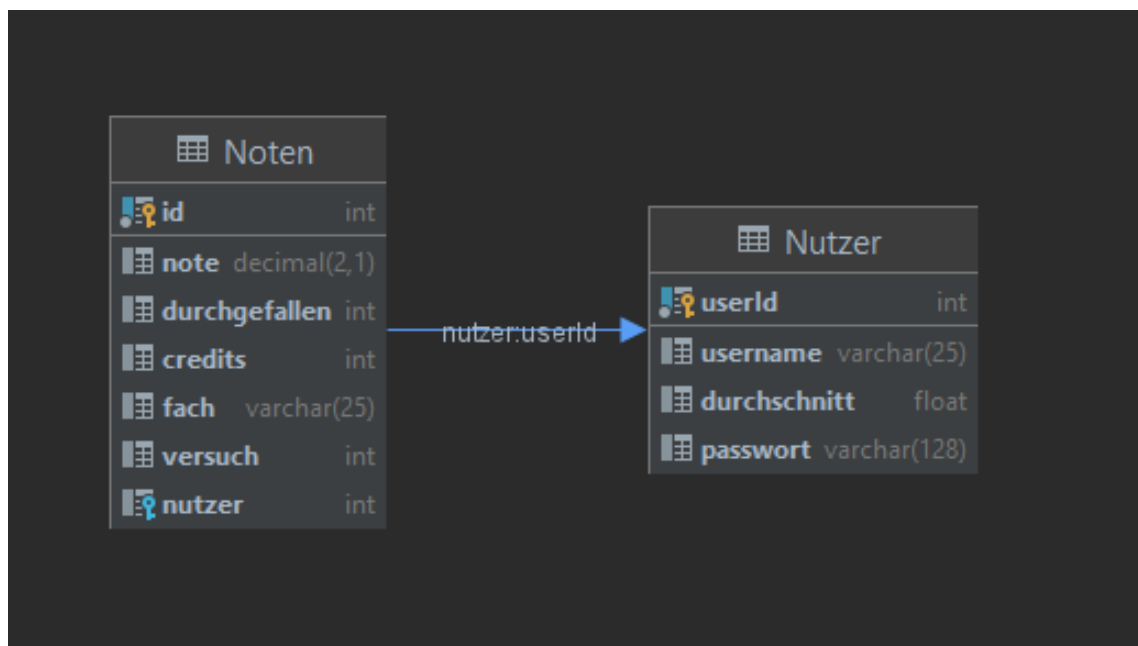 Noten
id int
note decimal(2,1)
durchgefallen int
credits int
fach varchar(25)
versuch int
nutzer int
nutzer:userId
Nutzer
userId int
username varchar(25)
durchschnitt float
passwort varchar(128)